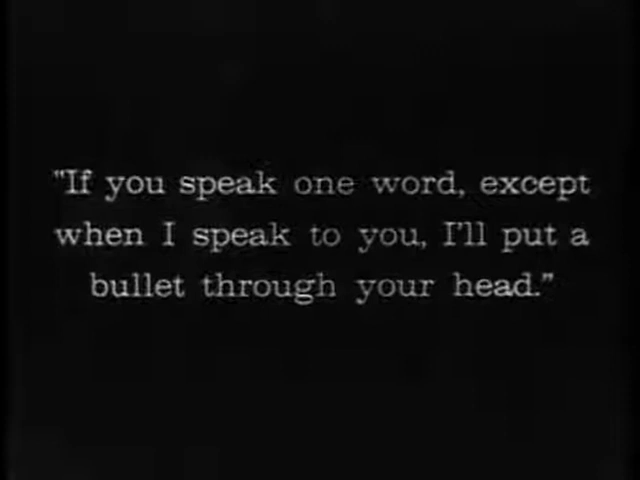 "If you speak one word, except
when I speak to you, I'll put a
bullet through your head."